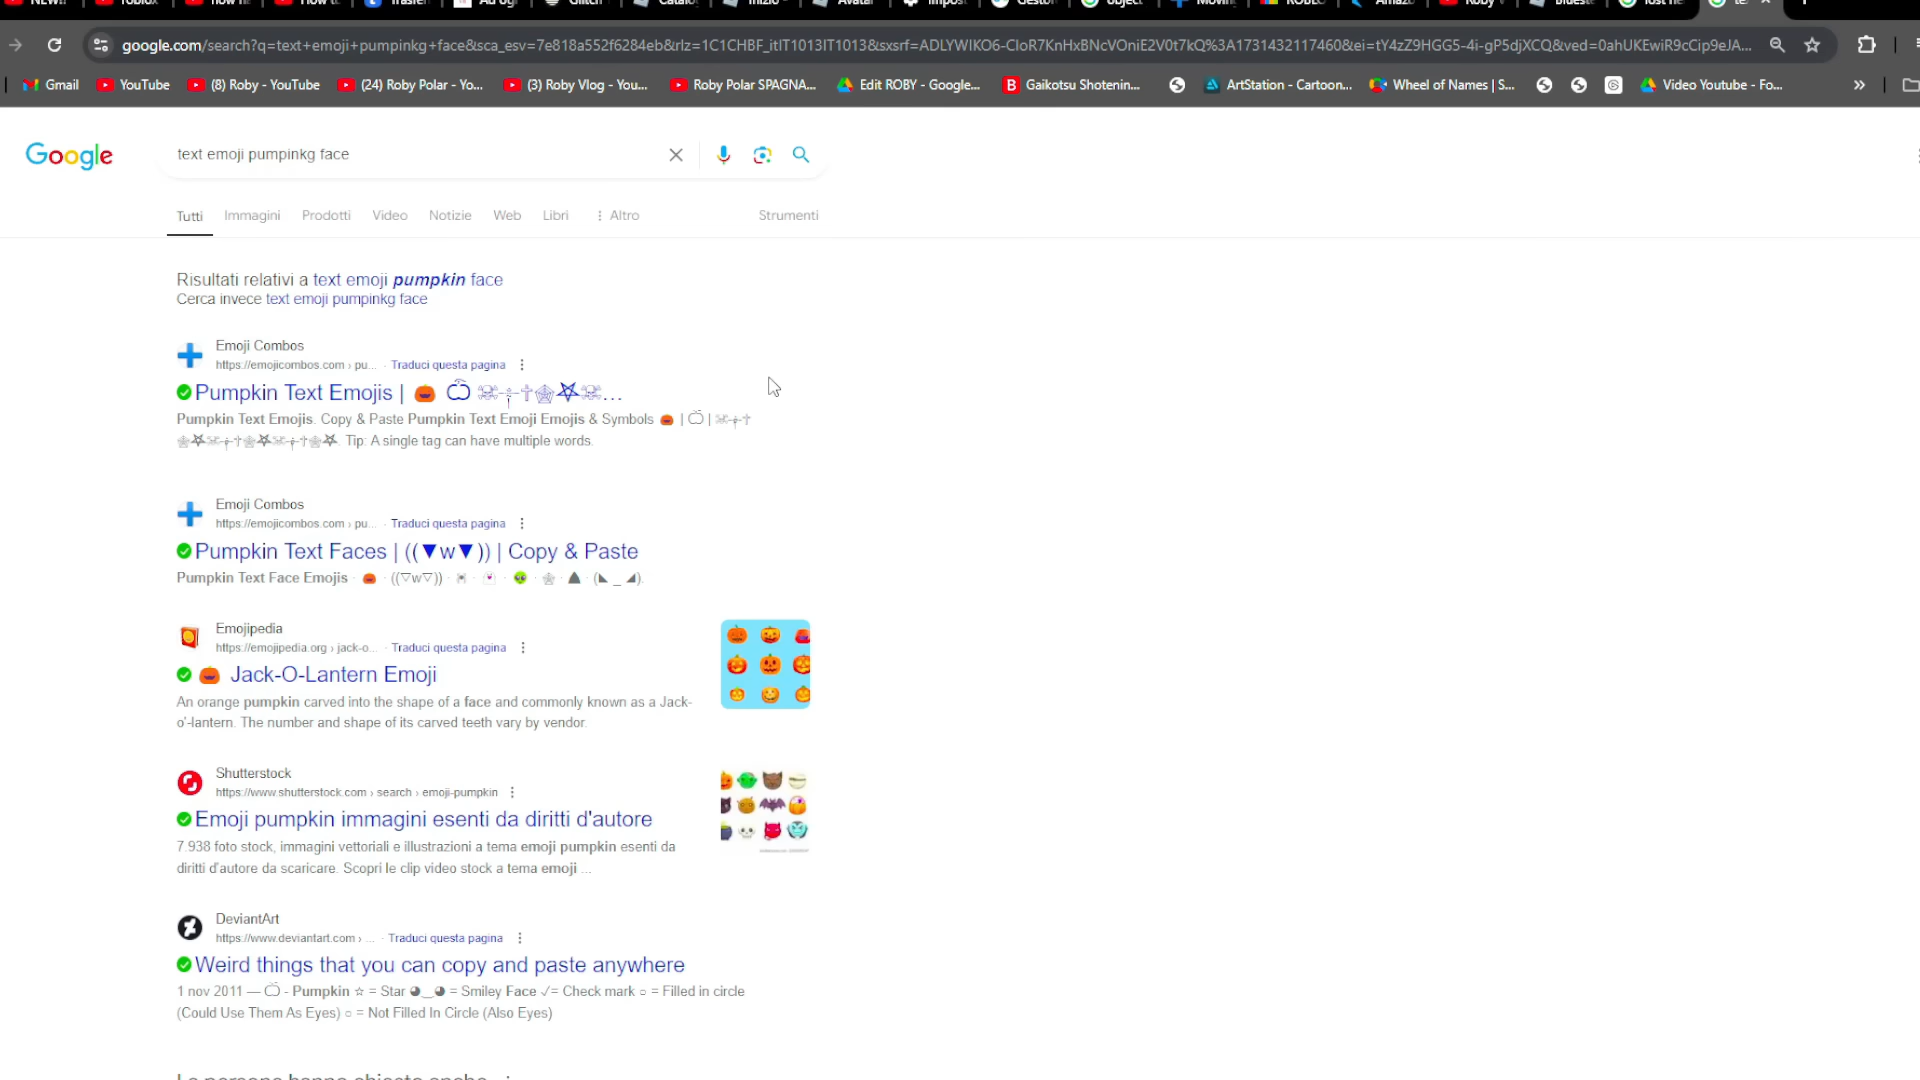 google.com/search?q=text+emoji+pumpinkg+face&sca_esv=7e818a552f6284eb&rlz=1C1CHBF_itIT1013IT1013&sxsrf=ADLYWIKO6-CIoR7KnHxBNcVOniE2V0t7kQ%3A1731432117460&ei=tY4zZ9HGG5-4i-gP5djXCQ&ved=0ahUKEwiR9cCip9eJA...
Gmail YouTube (8) Roby - YouTube (24) Roby Polar - Yo... (3) Roby Vlog - You... Roby Polar SPAGNA... Edit ROBY - Google... Gaikotsu Shotenin... ArtStation - Cartoon... Wheel of Names | S... Video Youtube - Fo... »
Google
text emoji pumpinkg face
Tutti Immagini Prodotti Video Notizie Web Libri Altro Strumenti
Risultati relativi a text emoji pumpkin face
Cerca invece text emoji pumpinkg face
Emoji Combos
https://emojicombos.com › pu... · Traduci questa pagina
Pumpkin Text Emojis | 🎃 Ѽ ☠︎⸸†🕸⛧☠︎...
Pumpkin Text Emojis. Copy & Paste Pumpkin Text Emoji Emojis & Symbols 🎃 | Ѽ | ☠︎⸸†
🕸⛧☠︎⸸†🕸⛧☠︎⸸†🕸⛧. Tip: A single tag can have multiple words.
Emoji Combos
https://emojicombos.com › pu... · Traduci questa pagina
Pumpkin Text Faces | ((▼w▼)) | Copy & Paste
Pumpkin Text Face Emojis · 🎃 · ((▽w▽)) · 👽 · 🕸 · (◣ _ ◢).
Emojipedia
https://emojipedia.org › jack-o... · Traduci questa pagina
🎃 Jack-O-Lantern Emoji
An orange pumpkin carved into the shape of a face and commonly known as a Jack-
o'-lantern. The number and shape of its carved teeth vary by vendor.
Shutterstock
https://www.shutterstock.com › search › emoji-pumpkin
Emoji pumpkin immagini esenti da diritti d'autore
7.938 foto stock, immagini vettoriali e illustrazioni a tema emoji pumpkin esenti da
diritti d'autore da scaricare. Scopri le clip video stock a tema emoji ...
DeviantArt
https://www.deviantart.com › ... · Traduci questa pagina
Weird things that you can copy and paste anywhere
1 nov 2011 — Ѽ - Pumpkin ☆ = Star ◕‿◕ = Smiley Face √= Check mark ○ = Filled in circle
(Could Use Them As Eyes) ○ = Not Filled In Circle (Also Eyes)